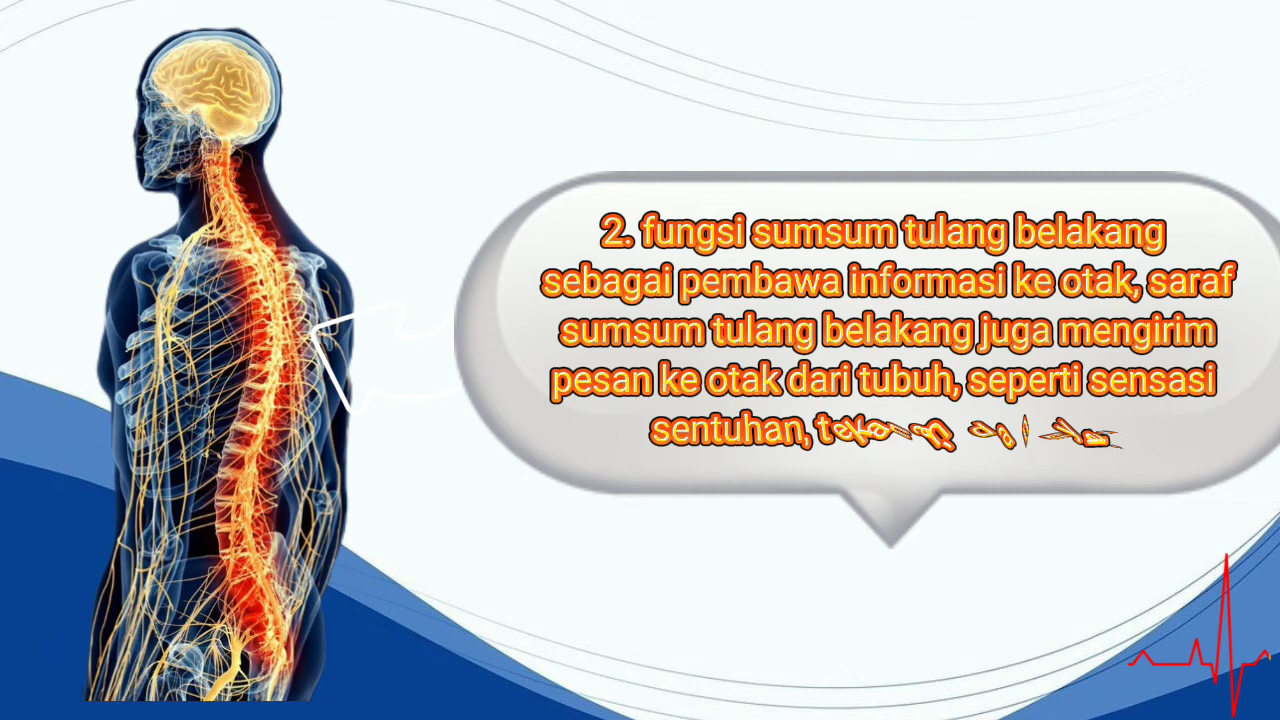 2. fungsi sumsum tulang belakang
sebagai pembawa informasi ke otak, saraf
sumsum tulang belakang juga mengirim
pesan ke otak dari tubuh, seperti sensasi
sentuhan,